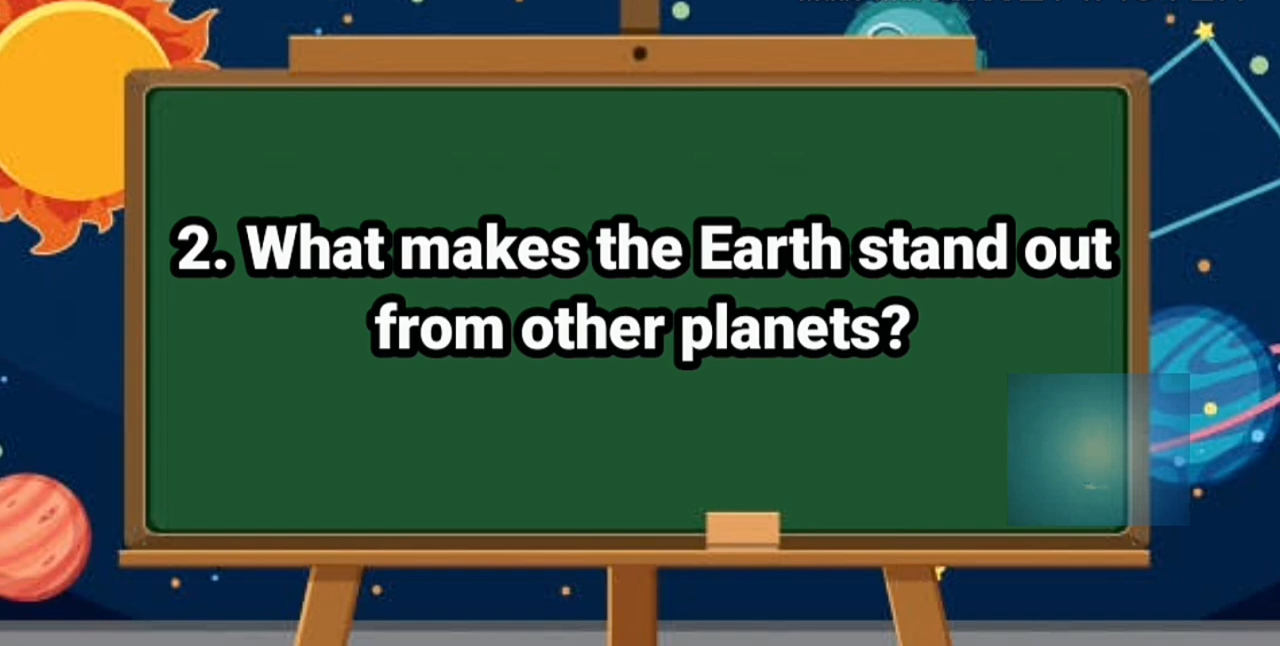 2. What makes the Earth stand out
from other planets?